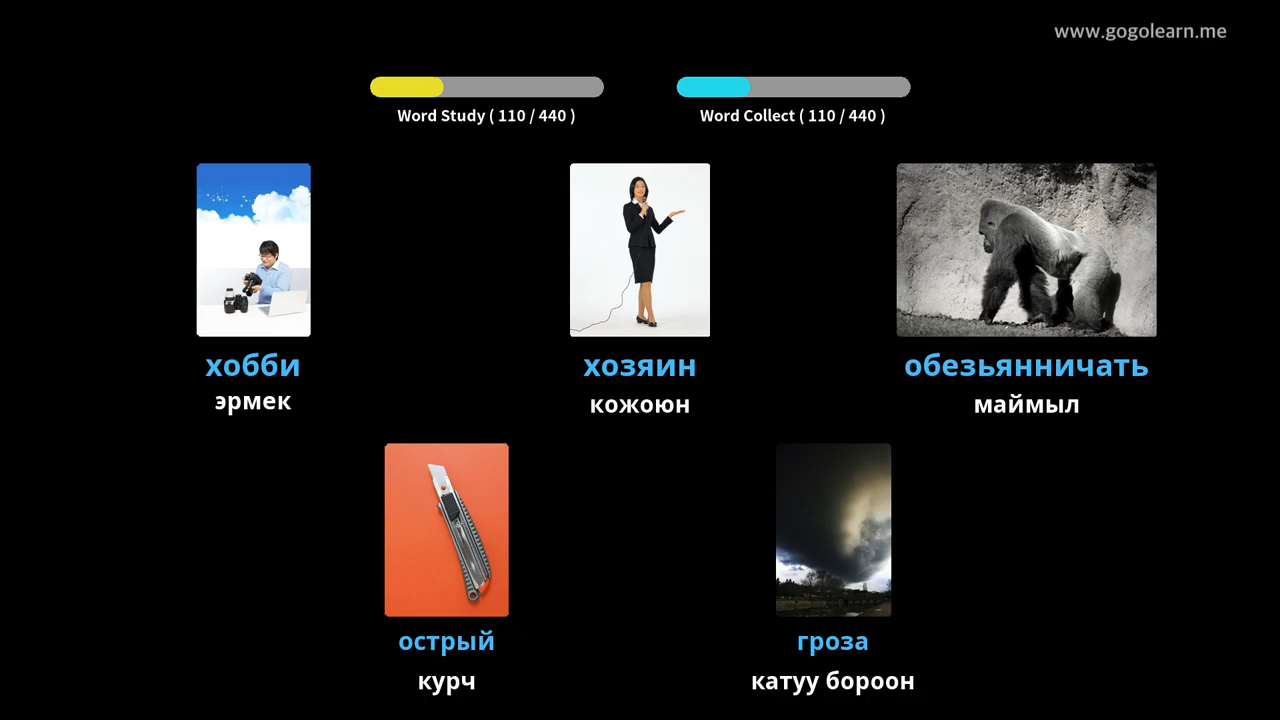 www.gogolearn.me
Word Study ( 110 / 440 )
Word Collect ( 110 / 440 )
хобби
эрмек
хозяин
кожоюн
обезьянничать
маймыл
острый
курч
гроза
катуу бороон